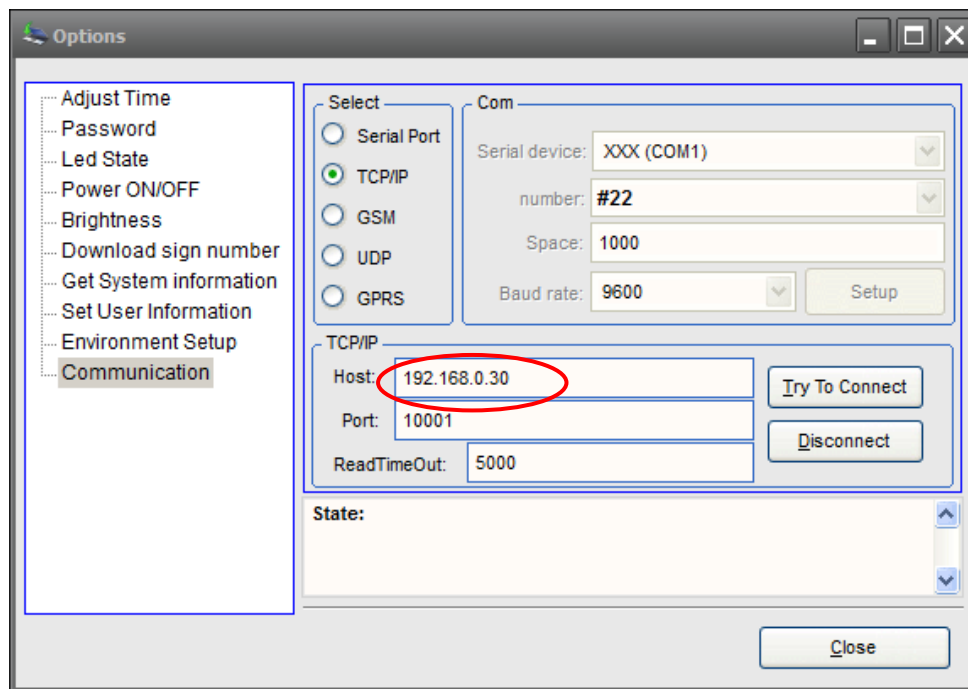 Options
Adjust Time
Password
Led State
Power ON/OFF
Brightness
Download sign number
Get System information
Set User Information
Environment Setup
Communication
Select
Serial Port
TCP/IP
GSM
UDP
GPRS
Com
Serial device: XXX (COM1)
number: #22
Space: 1000
Baud rate: 9600 Setup
TCP/IP
Host: 192.168.0.30
Port: 10001
ReadTimeOut: 5000
Try To Connect
Disconnect
State:
Close